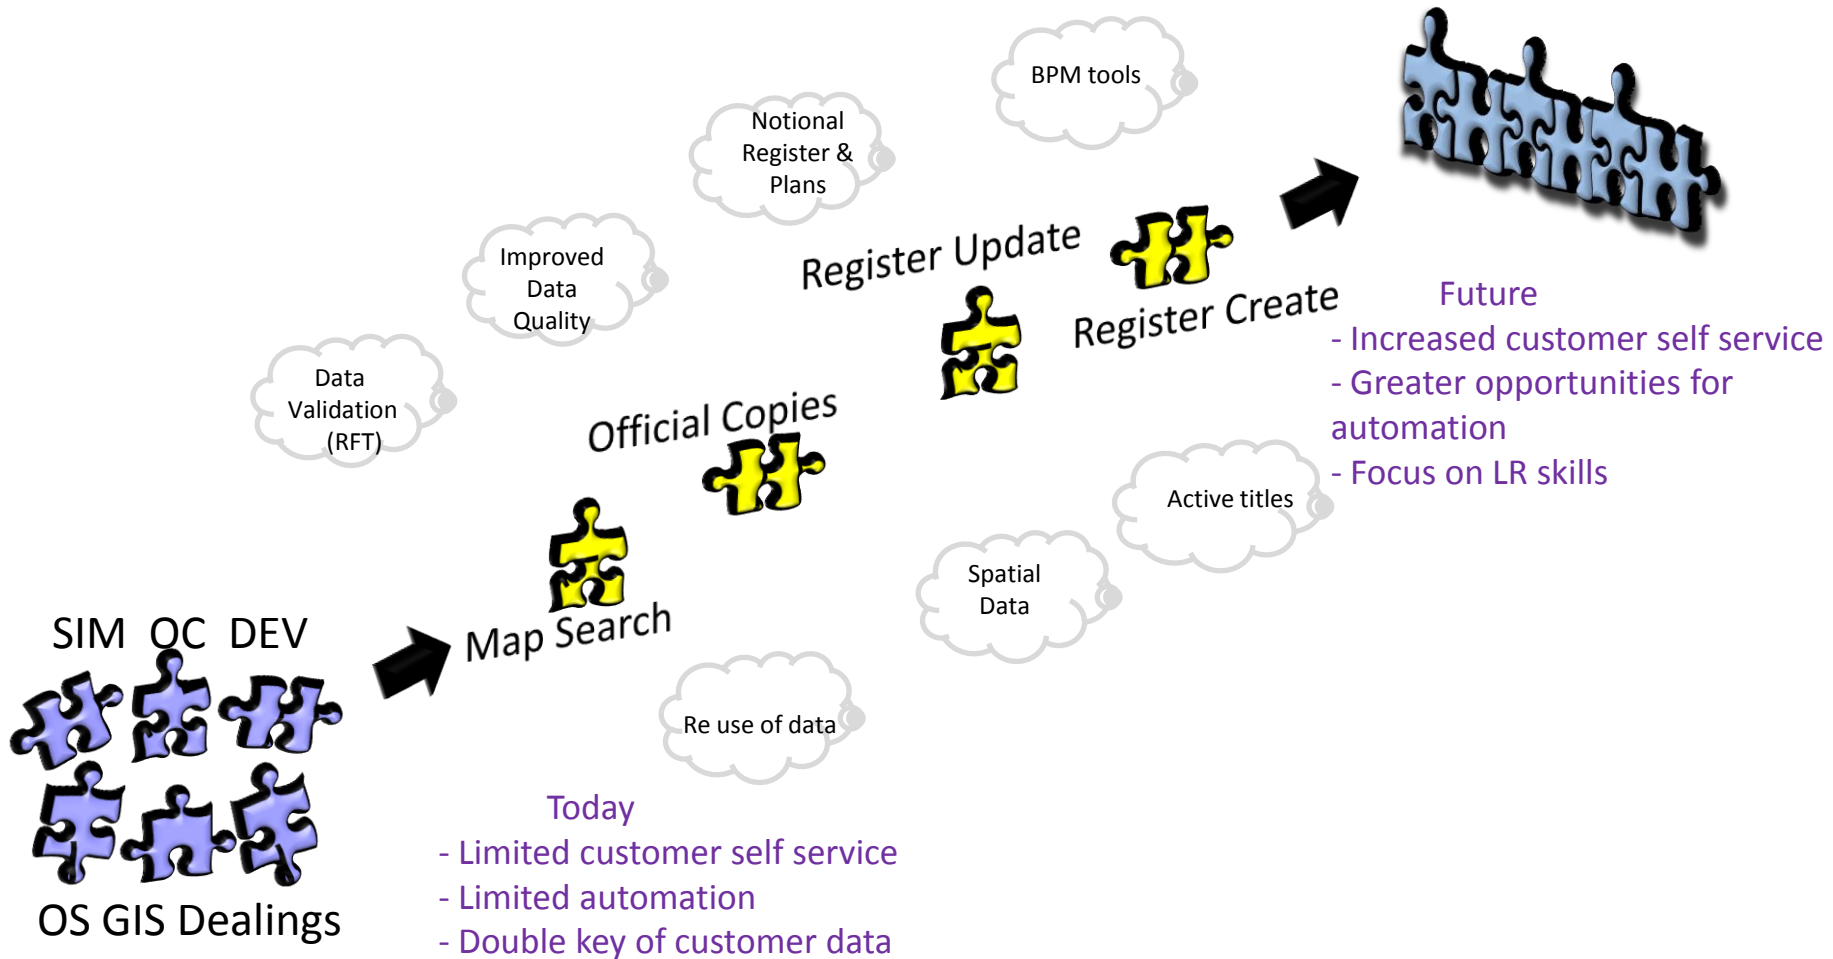 BPM tools
Notional
Register &
Plans
Improved
Data
Quality
Data
Validation
(RFT)
Register Update
Register Create
Official Copies
Map Search
Future
- Increased customer self service
- Greater opportunities for
automation
- Focus on LR skills
Active titles
Spatial
Data
Re use of data
SIM OC DEV
OS GIS Dealings
Today
- Limited customer self service
- Limited automation
- Double key of customer data